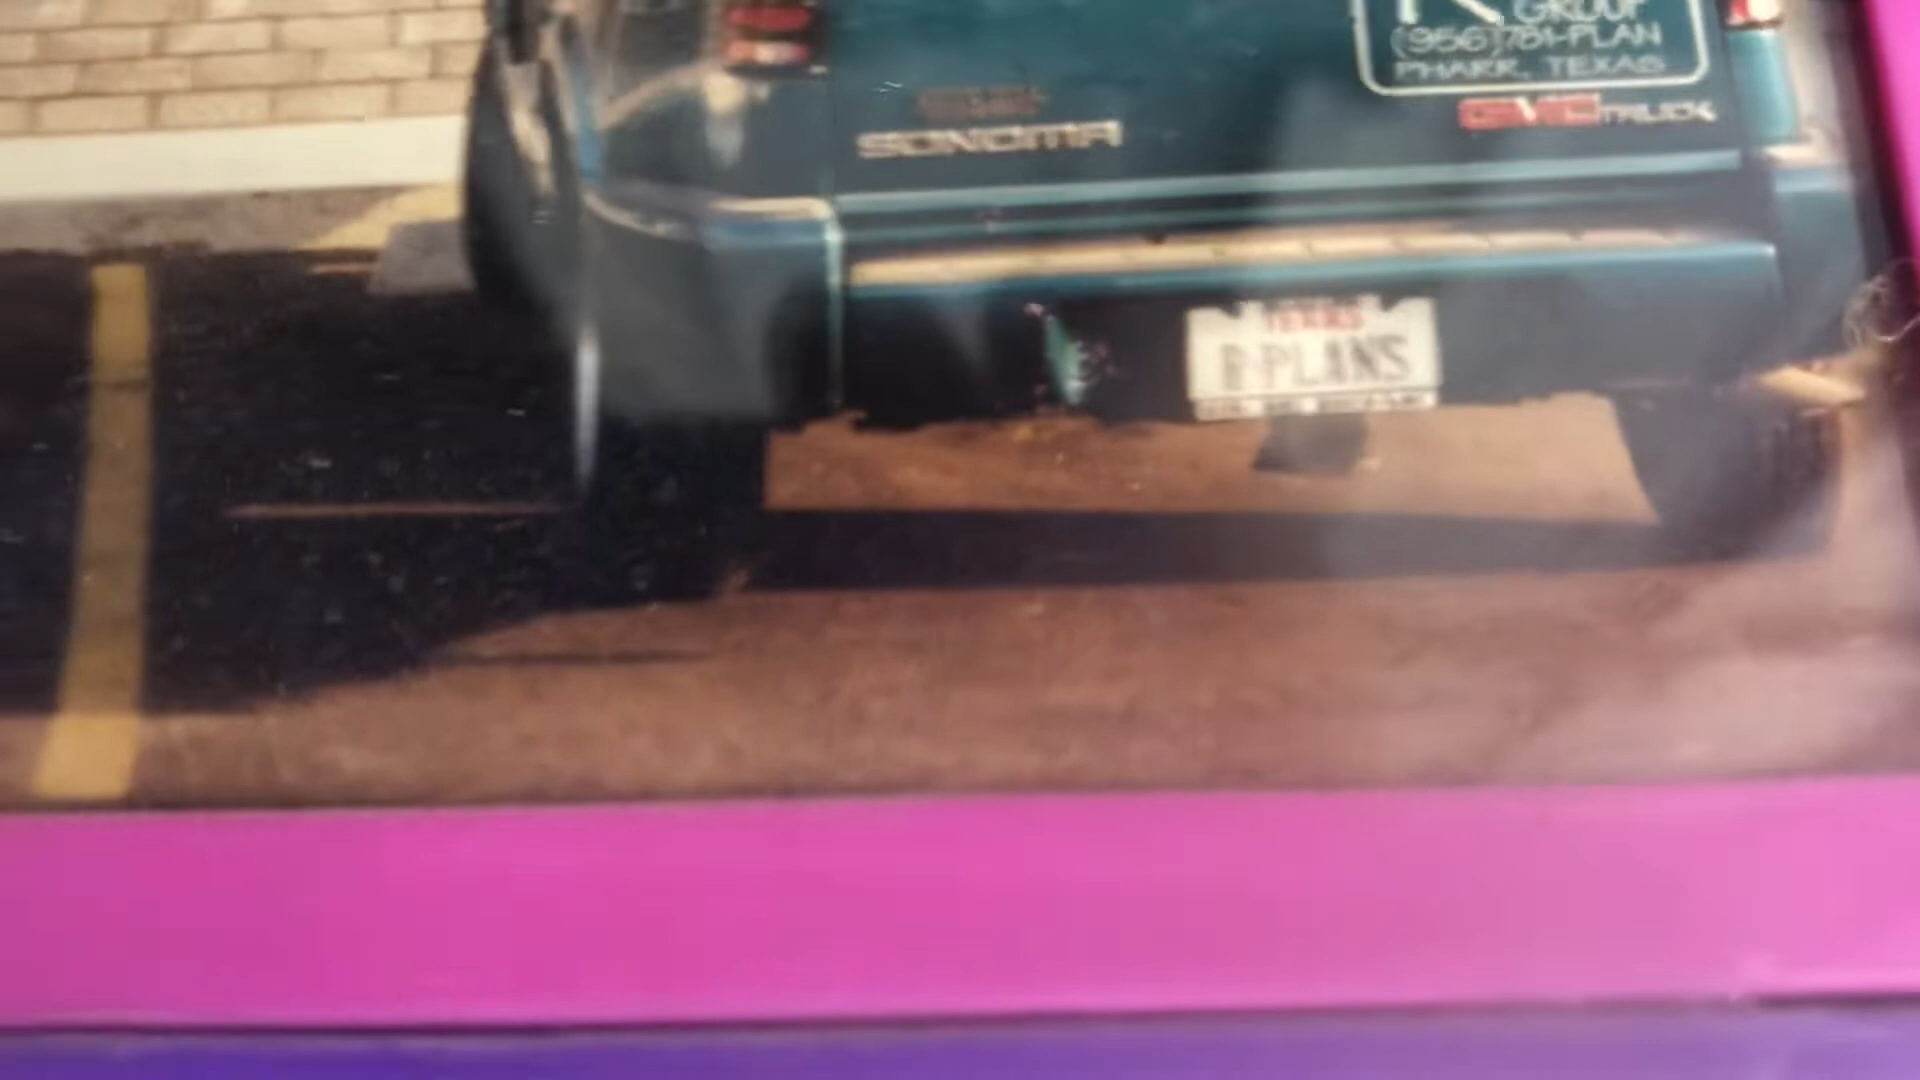 GROUP
(956)781-PLAN
PHARR, TEXAS
SONOMA
GMC TRUCK
TEXAS
PLANS